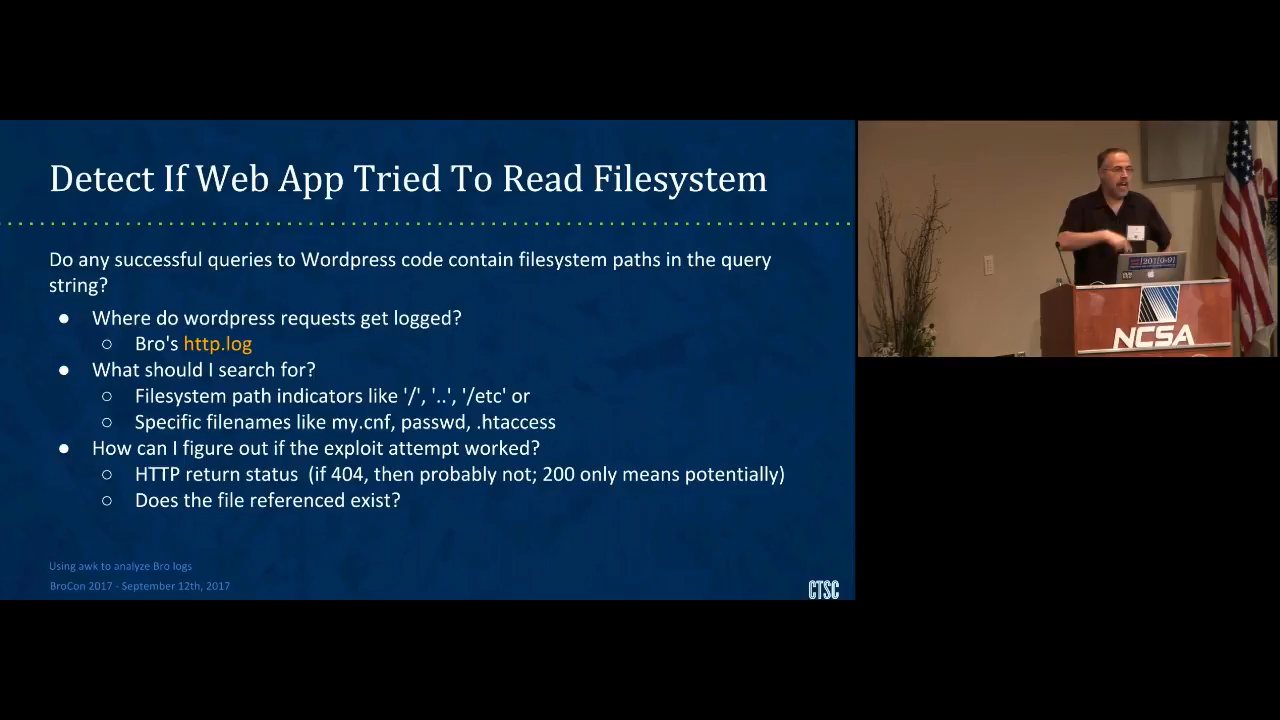 Detect If Web App Tried To Read Filesystem
Do any successful queries to Wordpress code contain filesystem paths in the query
string?
● Where do wordpress requests get logged?
○ Bro's http.log
● What should I search for?
○ Filesystem path indicators like '/', '..', '/etc' or
○ Specific filenames like my.cnf, passwd, .htaccess
● How can I figure out if the exploit attempt worked?
○ HTTP return status (if 404, then probably not; 200 only means potentially)
○ Does the file referenced exist?
Using awk to analyze Bro logs
BroCon 2017 - September 12th, 2017
CTSC
NCSA